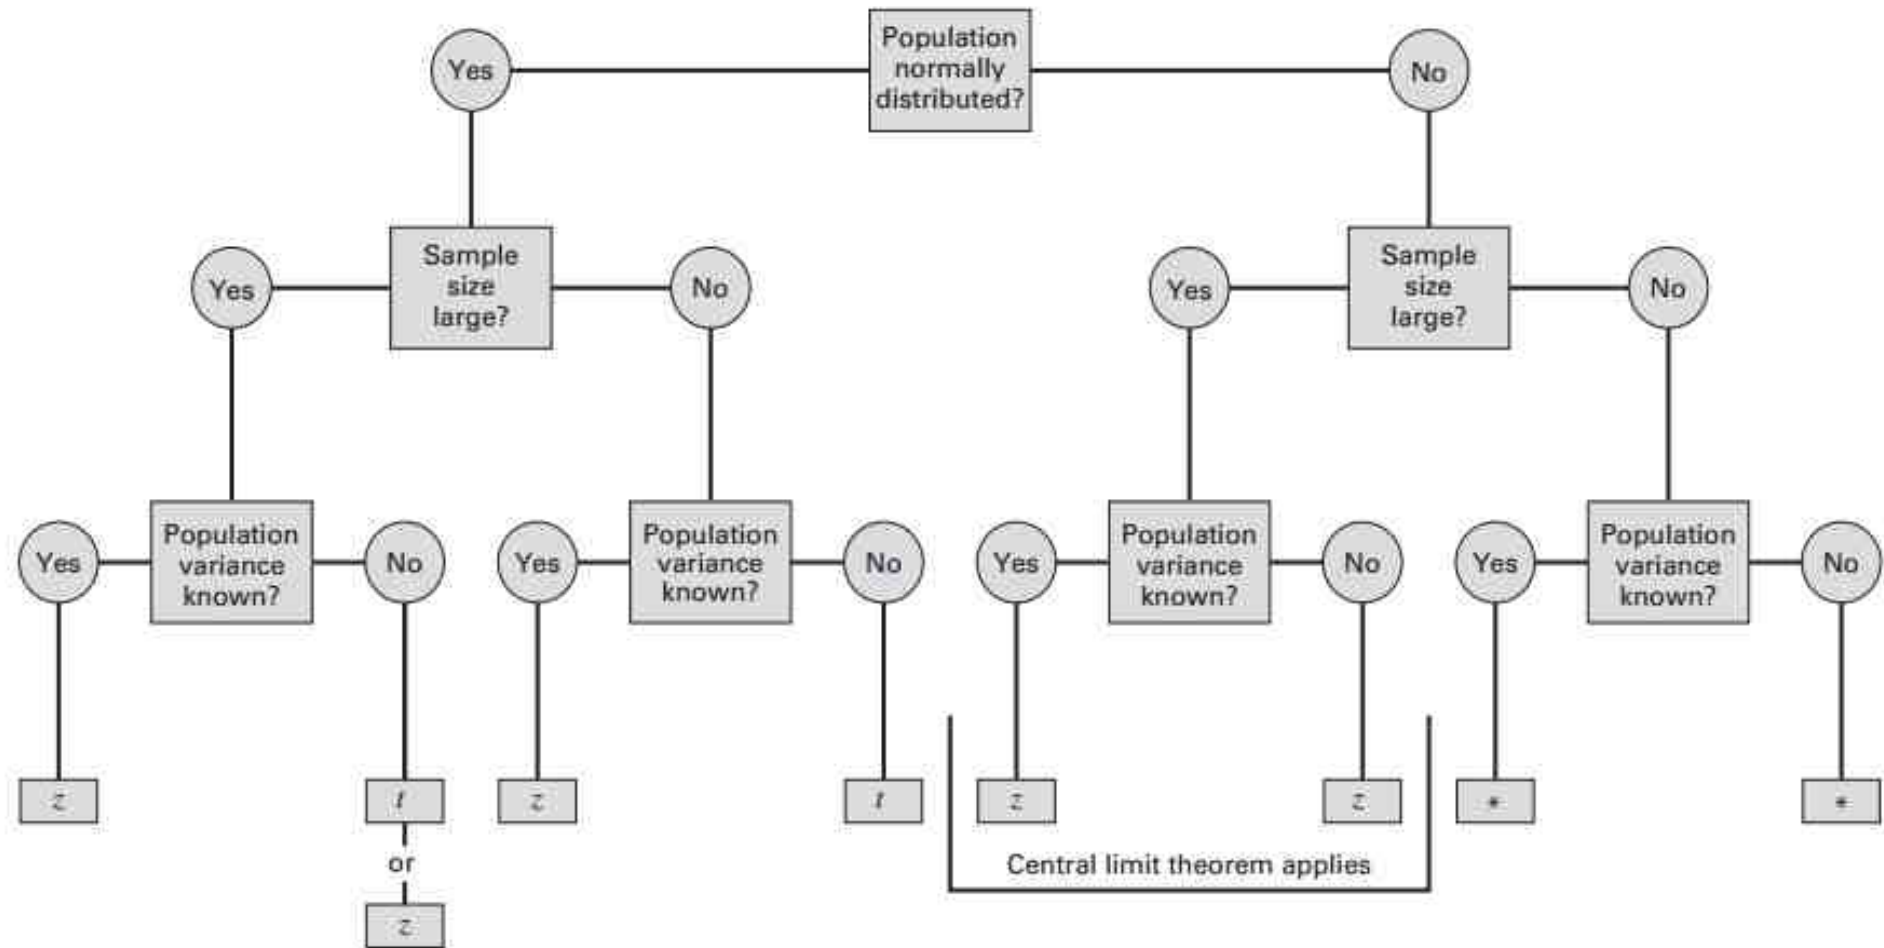 Population
normally
distributed?
Yes
No
Sample
size
large?
Yes
No
Sample
size
large?
Yes
No
Population
variance
known?
Yes
No
Population
variance
known?
Yes
No
Population
variance
known?
Yes
No
Population
variance
known?
Yes
No
z
t
or
z
z
t
z
z
Central limit theorem applies
*
*